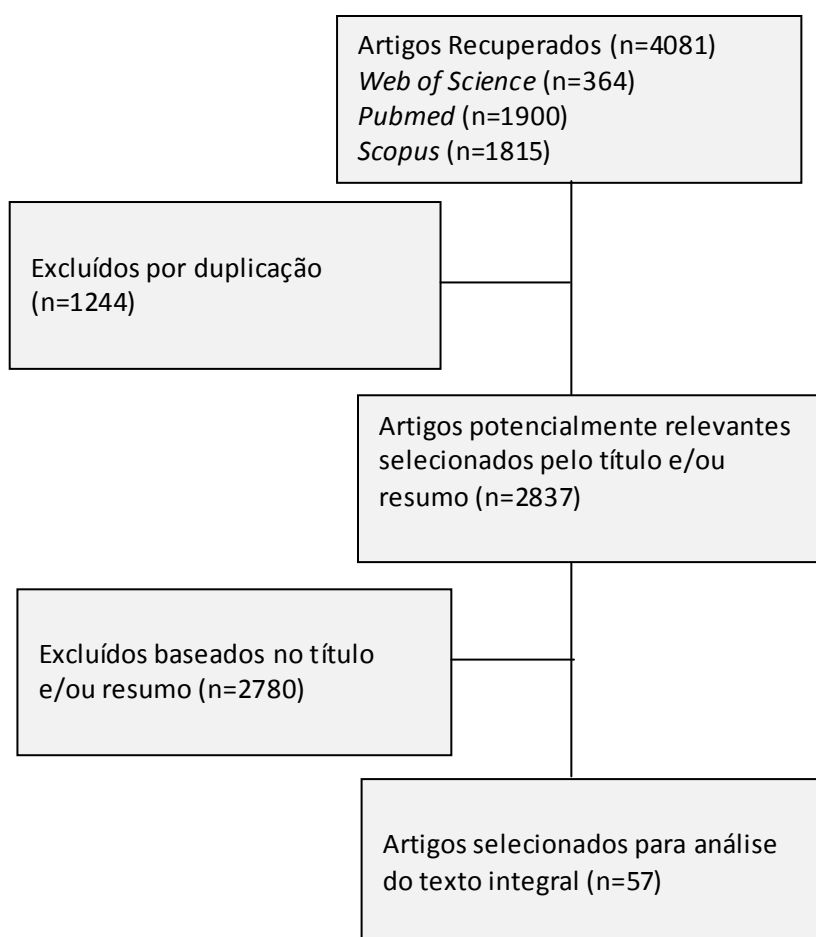 Artigos Recuperados (n=4081)
Web of Science (n=364)
Pubmed (n=1900)
Scopus (n=1815)
Excluídos por duplicação
(n=1244)
Artigos potencialmente relevantes
selecionados pelo título e/ou
resumo (n=2837)
Excluídos baseados no título
e/ou resumo (n=2780)
Artigos selecionados para análise
do texto integral (n=57)